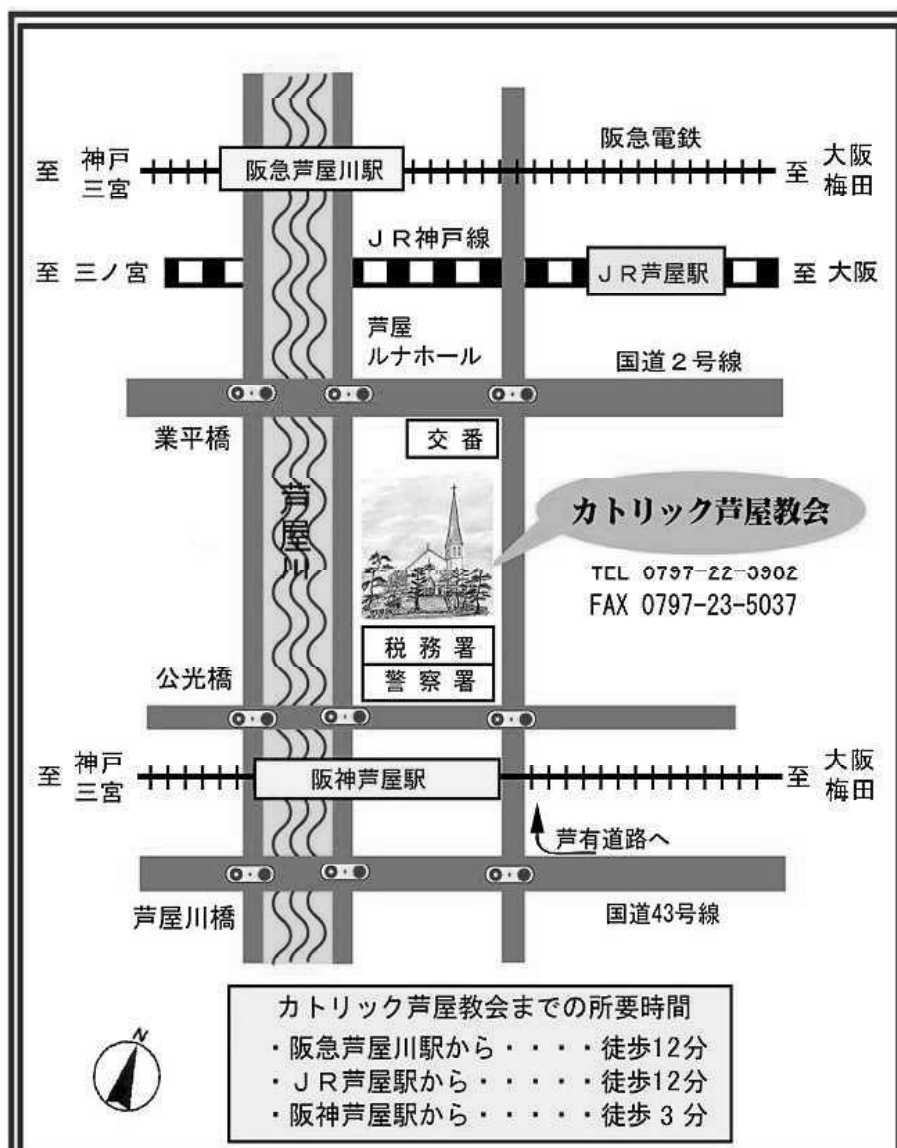 阪急電鉄
至 神戸
三宮
阪急芦屋川駅
至 大阪
梅田
ＪＲ神戸線
至 三ノ宮
ＪＲ芦屋駅
至 大阪
芦屋
ルナホール
国道２号線
業平橋
交番
芦屋川
カトリック芦屋教会
TEL 0797-22-0902
FAX 0797-23-5037
税務署
警察署
公光橋
至 神戸
三宮
阪神芦屋駅
至 大阪
梅田
芦有道路へ
芦屋川橋
国道43号線
N
カトリック芦屋教会までの所要時間
・阪急芦屋川駅から・・・・徒歩12分
・ＪＲ芦屋駅から・・・・・徒歩12分
・阪神芦屋駅から・・・・・徒歩３分